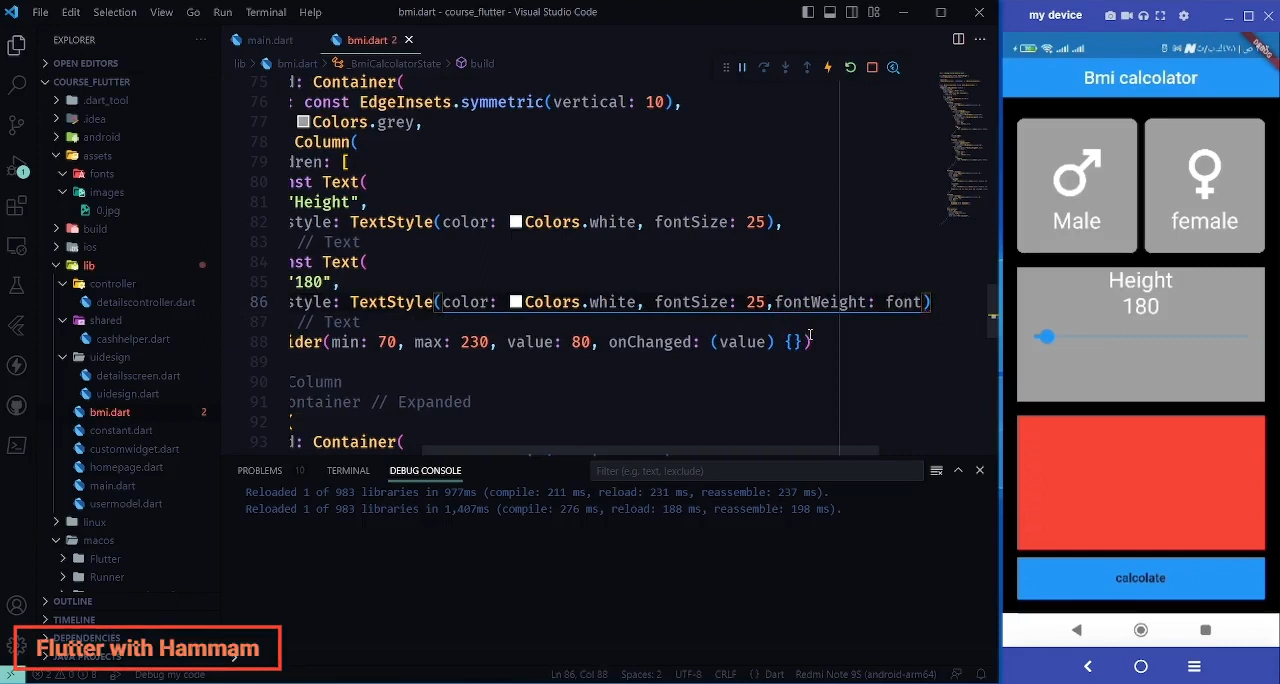 File Edit Selection View Go Run Terminal Help
bmi.dart - course_flutter - Visual Studio Code
EXPLORER
OPEN EDITORS
COURSE_FLUTTER
.dart_tool
.idea
android
assets
fonts
images
0.jpg
build
ios
lib
controller
detailscontroller.dart
shared
cashhelper.dart
uidesign
detailsscreen.dart
uidesign.dart
bmi.dart 2
constant.dart
customwidget.dart
homepage.dart
main.dart
usermodel.dart
linux
macos
Flutter
Runner
OUTLINE
TIMELINE
DEPENDENCIES
JAVA PROJECTS
Flutter with Hammam
1
main.dart
bmi.dart 2
lib > bmi.dart > _BmiCalcolatorState > build
75 d: Container(
76 : const EdgeInsets.symmetric(vertical: 10),
77 Colors.grey,
78 Column(
79 dren: [
80 nst Text(
81 "Height",
82 style: TextStyle(color: Colors.white, fontSize: 25),
83 // Text
84 nst Text(
85 "180",
86 style: TextStyle(color: Colors.white, fontSize: 25,fontWeight: font)
87 // Text
88 ider(min: 70, max: 230, value: 80, onChanged: (value) {})
89
90 Column
91 ontainer // Expanded
92 (
93 d: Container(
PROBLEMS 10 TERMINAL DEBUG CONSOLE
Filter (e.g. text, !exclude)
Reloaded 1 of 983 libraries in 977ms (compile: 211 ms, reload: 231 ms, reassemble: 237 ms).
Reloaded 1 of 983 libraries in 1,407ms (compile: 276 ms, reload: 188 ms, reassemble: 198 ms).
2 0 8 Debug my code
Ln 86, Col 88 Spaces: 2 UTF-8 CRLF {} Dart Redmi Note 9S (android-arm64)
my device
Bmi calcolator
Male
female
Height
180
calcolate